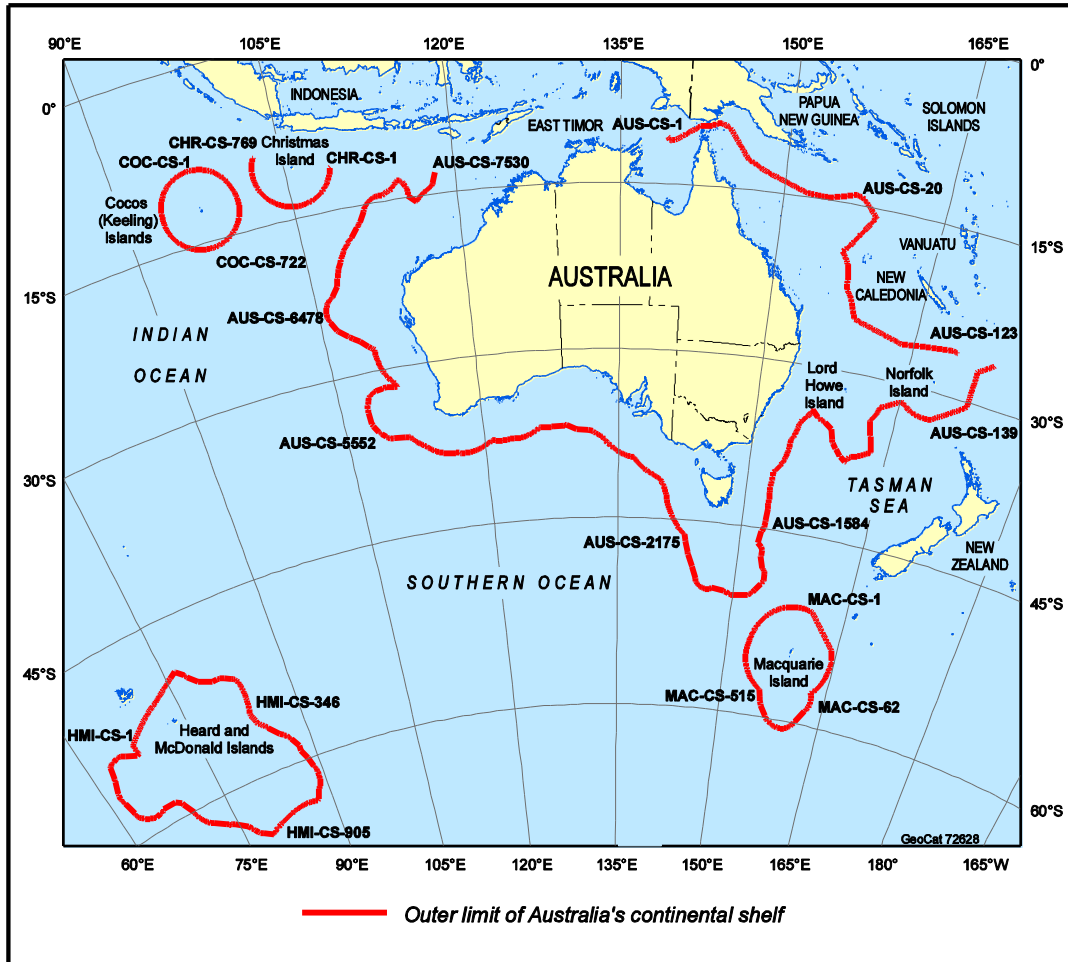 90°E
105°E
120°E
115°E
150°E
165°E
0°
0°
INDONESIA
PAPUA
NEW GUINEA
SOLOMON
ISLANDS
EAST TIMOR
AUS-CS-1
CHR-CS-769
Christmas
Island
CHR-CS-1
COC-CS-1
AUS-CS-7530
AUS-CS-20
Cocos
(Keeling)
Islands
COC-CS-722
VANUATU
15°S
AUSTRALIA
NEW
CALEDONIA
15°S
INDIAN
OCEAN
AUS-CS-6478
AUS-CS-123
Lord
Howe
Island
Norfolk
Island
30°S
AUS-CS-5552
AUS-CS-139
30°S
TASMAN
SEA
AUS-CS-1584
AUS-CS-2175
NEW
ZEALAND
SOUTHERN OCEAN
45°S
MAC-CS-1
45°S
Macquarie
Island
MAC-CS-515
MAC-CS-62
HMI-CS-346
HMI-CS-1
Heard and
McDonald Islands
HMI-CS-905
60°S
GeoCat 72628
60°E
75°E
90°E
105°E
120°E
135°E
150°E
165°E
180°
165°W
Outer limit of Australia's continental shelf